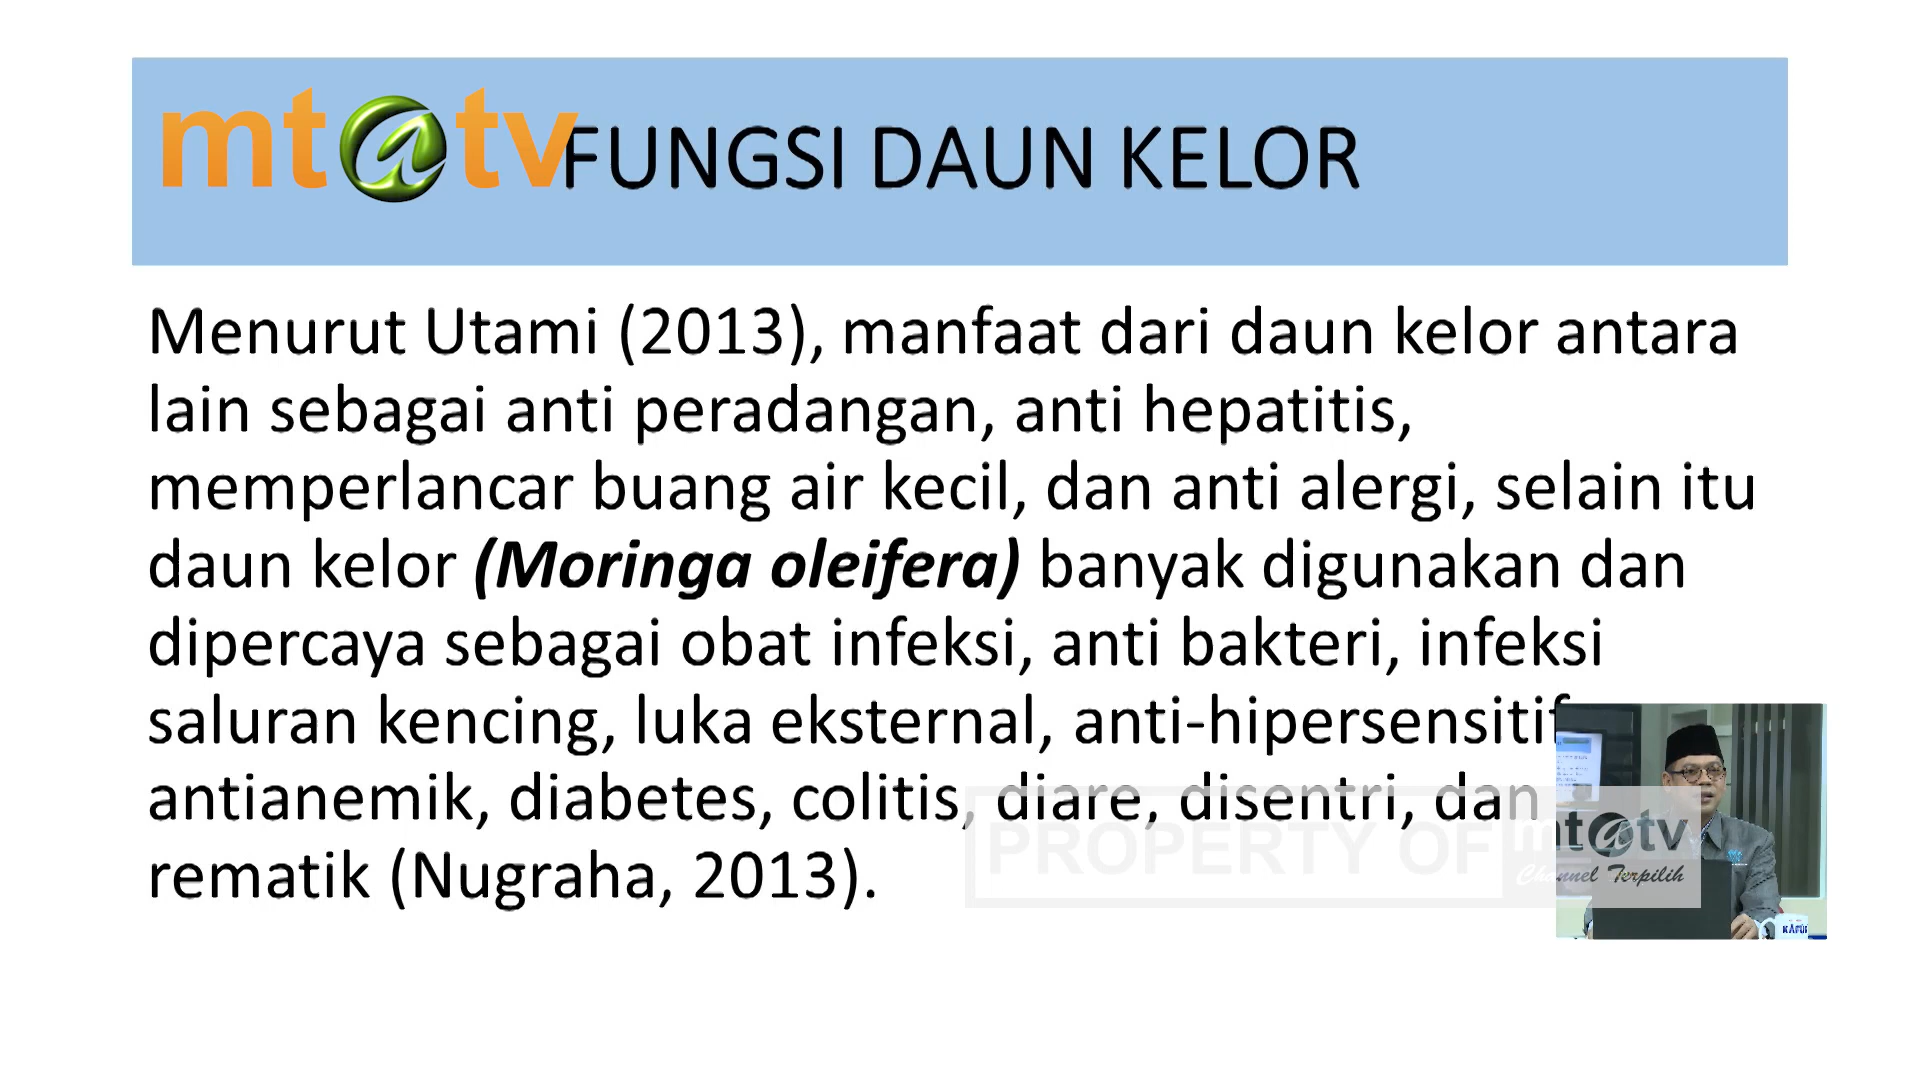 mt@tv
FUNGSI DAUN KELOR
Menurut Utami (2013), manfaat dari daun kelor antara
lain sebagai anti peradangan, anti hepatitis,
memperlancar buang air kecil, dan anti alergi, selain itu
daun kelor (Moringa oleifera) banyak digunakan dan
dipercaya sebagai obat infeksi, anti bakteri, infeksi
saluran kencing, luka eksternal, anti-hipersensitif
antianemik, diabetes, colitis, diare, disentri, dan
rematik (Nugraha, 2013).
PROPERTY OF mt@tv
Channel Terpilih